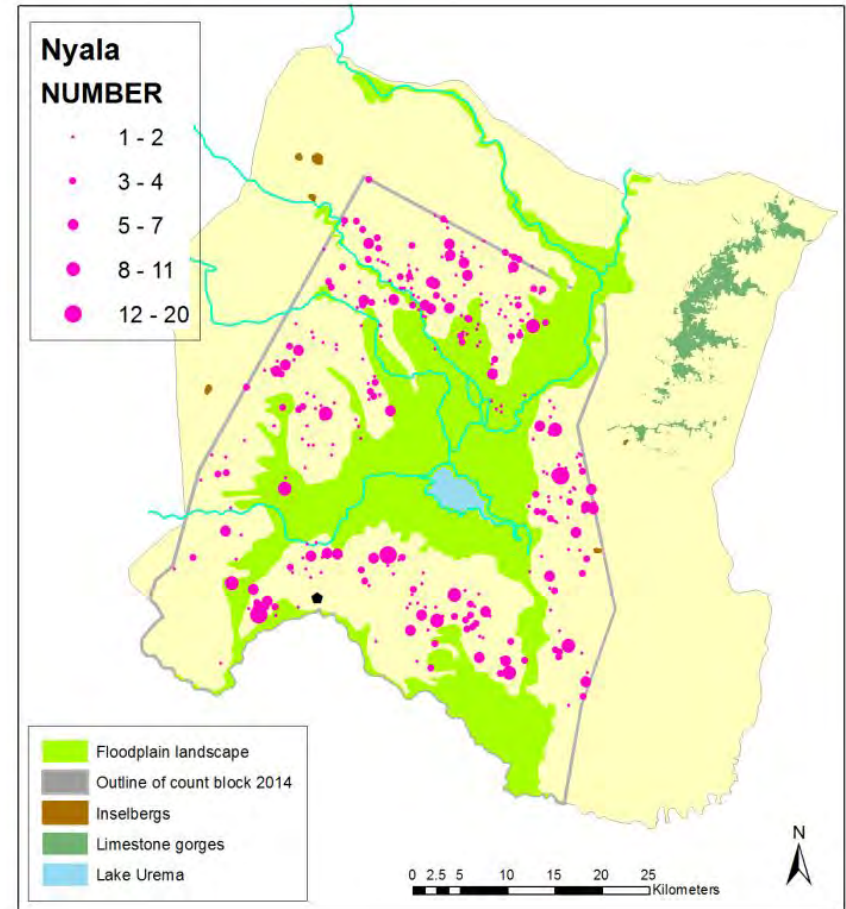 Nyala
NUMBER
1 - 2
3 - 4
5 - 7
8 - 11
12 - 20
Floodplain landscape
Outline of count block 2014
Inselbergs
Limestone gorges
Lake Urema
N
0 2.5 5 10 15 20 25
Kilometers